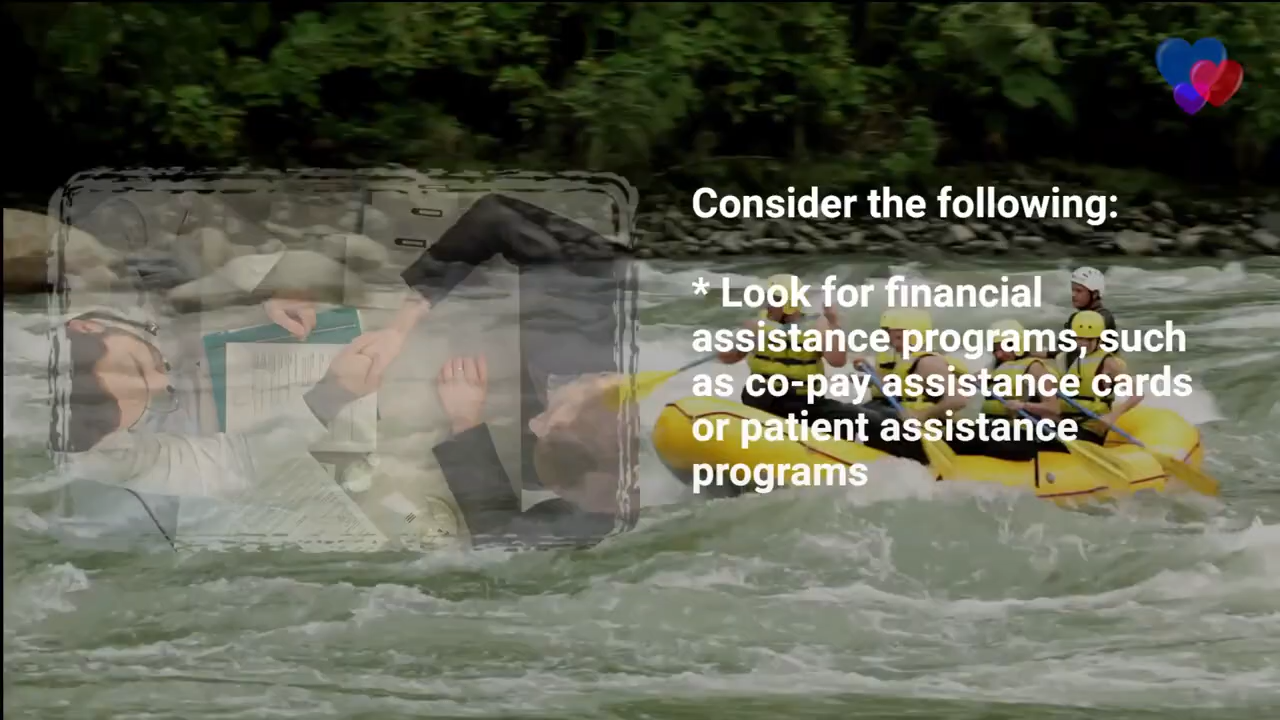 Consider the following:
* Look for financial
assistance programs, such
as co-pay assistance cards
or patient assistance
programs